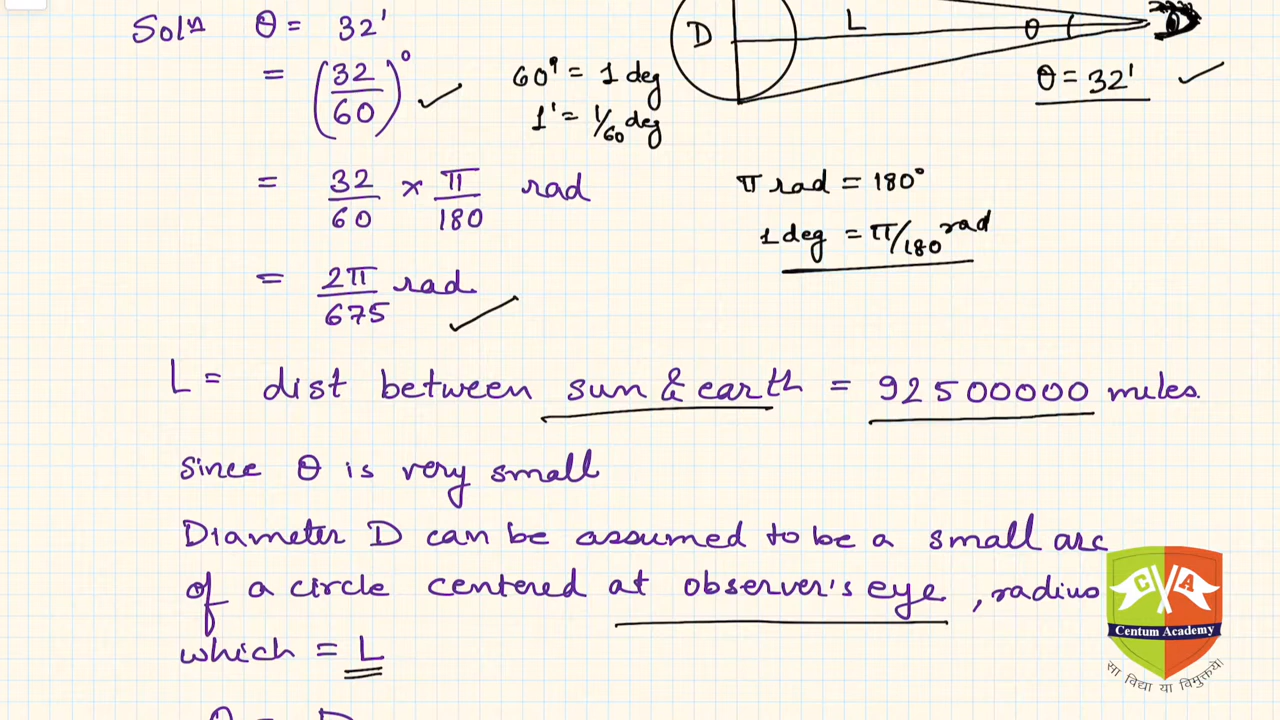 Solⁿ θ = 32'
= (32/60)°
60' = 1 deg
1' = 1/60 deg
D L θ
θ = 32'
= 32/60 × π/180 rad
π rad = 180°
1 deg = π/180 rad
= 2π/675 rad
L = dist between sun & earth = 92500000 miles.
since θ is very small
Diameter D can be assumed to be a small arc
of a circle centered at observer's eye, radius
which = L
θ = D
C A
Centum Academy
सा विद्या या विमुक्तये